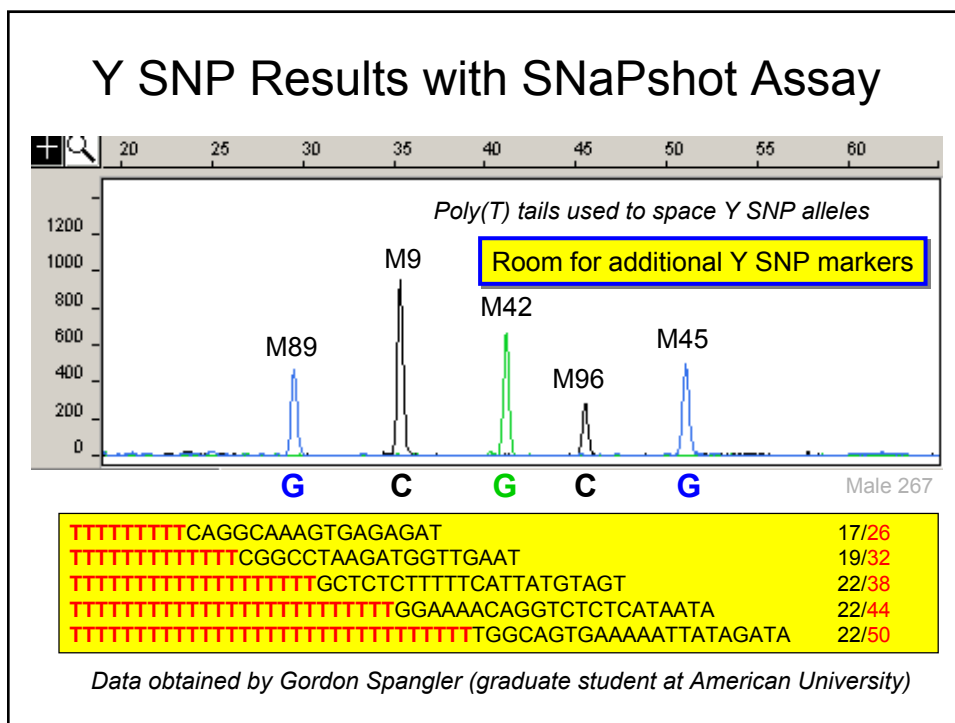 Y SNP Results with SNaPshot Assay
20 25 30 35 40 45 50 55 60
Poly(T) tails used to space Y SNP alleles
1200
1000
800
600
400
200
0
Room for additional Y SNP markers
M9
M42
M89
M45
M96
G C G C G
Male 267
TTTTTTTTTCAGGCAAAGTGAGAGAT 17/26
TTTTTTTTTTTTTCGGCCTAAGATGGTTGAAT 19/32
TTTTTTTTTTTTTTTTTTTGCTCTCTTTTTCATTATGTAGT 22/38
TTTTTTTTTTTTTTTTTTTTTTTTTGGAAAACAGGTCTCTCATAATA 22/44
TTTTTTTTTTTTTTTTTTTTTTTTTTTTTTTTGGCAGTGAAAAATTATAGATA 22/50
Data obtained by Gordon Spangler (graduate student at American University)